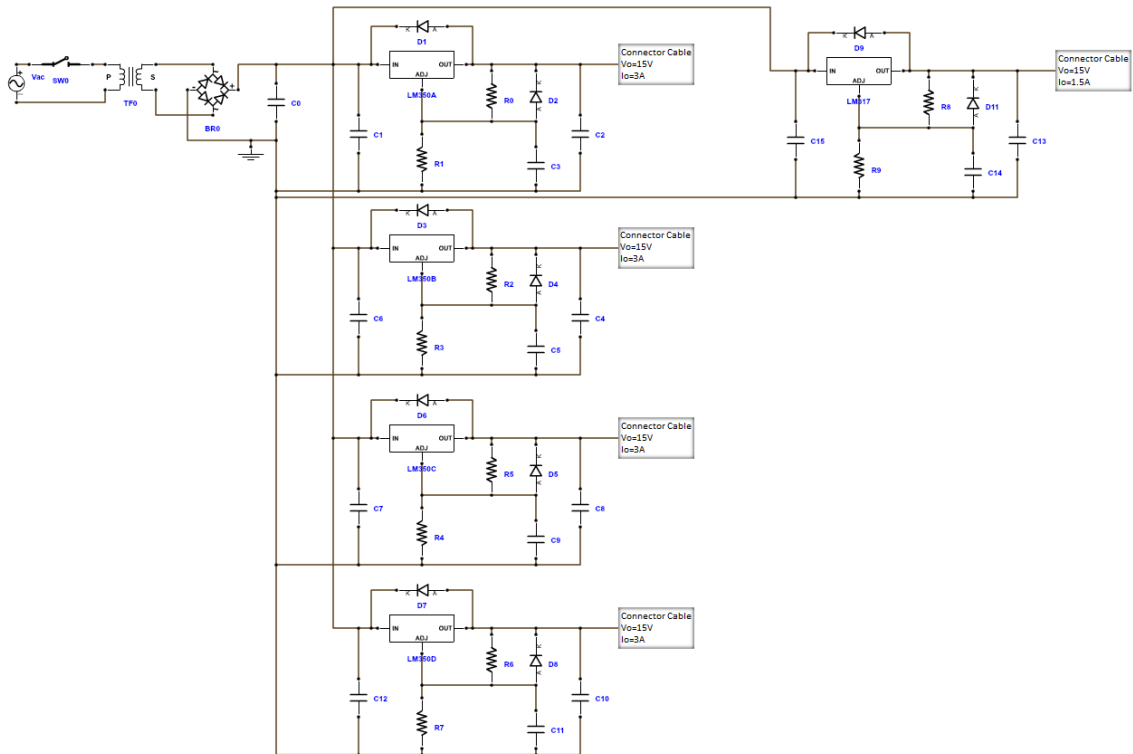 Connector Cable
Vo=15V
Io=3A
Connector Cable
Vo=15V
Io=1.5A
D1
D9
IN OUT
ADJ
LM350A
IN OUT
ADJ
LM317
Vac SW0
P S
TF0
- +
BR0
C0
C1
R0
D2
C2
R1
C3
C15
R8
D11
C13
R9
C14
K A
K A
K
A
K
A
D3
K A
IN OUT
ADJ
LM350B
Connector Cable
Vo=15V
Io=3A
R2
K
A
D4
C6
C4
R3
C5
D6
K A
IN OUT
ADJ
LM350C
Connector Cable
Vo=15V
Io=3A
R5
K
A
D5
C7
C8
R4
C9
D7
K A
IN OUT
ADJ
LM350D
Connector Cable
Vo=15V
Io=3A
R6
K
A
D8
C12
C10
R7
C11